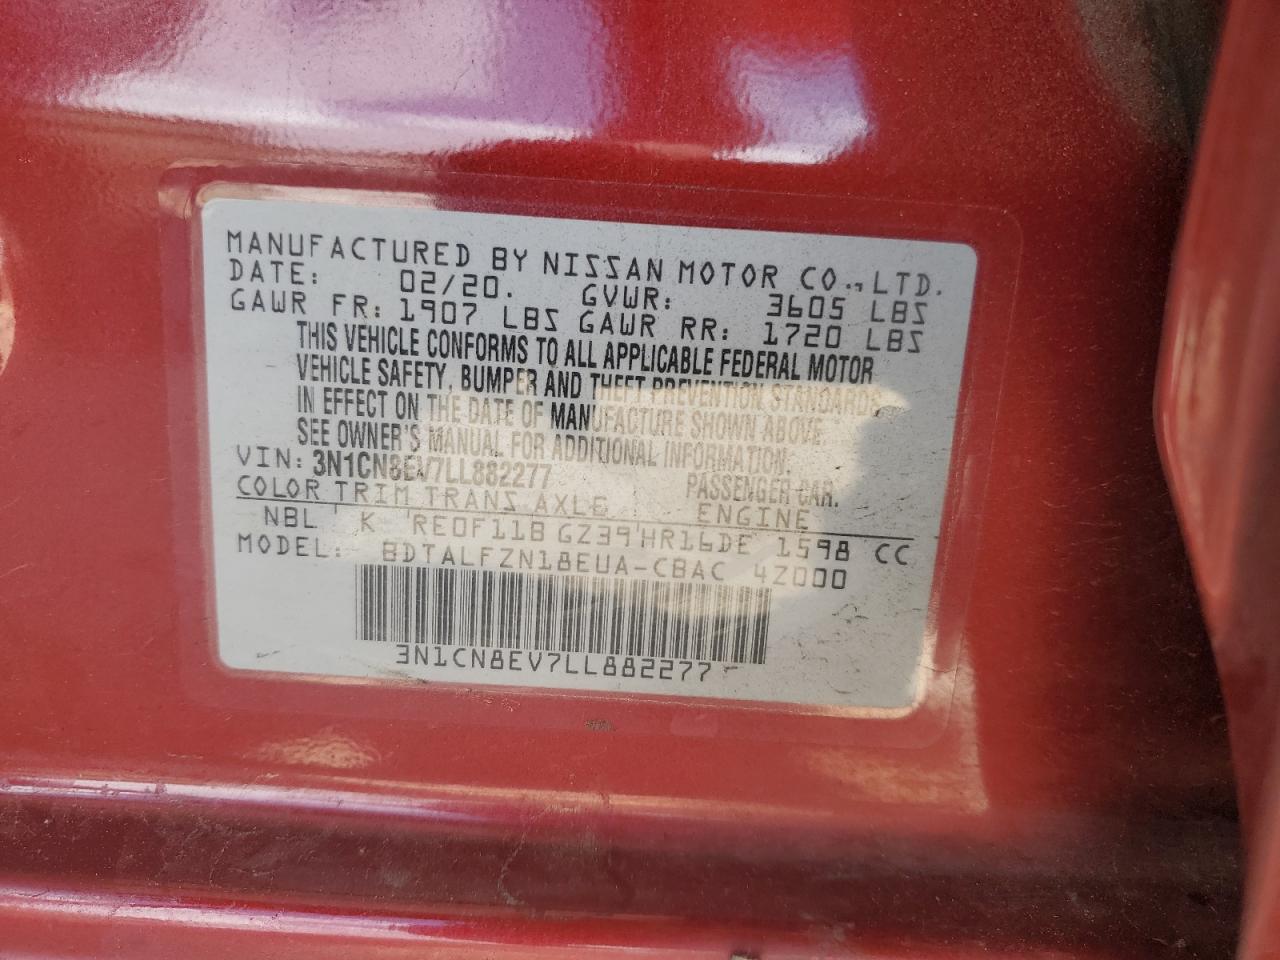 MANUFACTURED BY NISSAN MOTOR CO.,LTD.
DATE: 02/20. GVWR: 3605 LBS
GAWR FR: 1907 LBS GAWR RR: 1720 LBS
THIS VEHICLE CONFORMS TO ALL APPLICABLE FEDERAL MOTOR
VEHICLE SAFETY, BUMPER AND THEFT PREVENTION STANDARDS
IN EFFECT ON THE DATE OF MANUFACTURE SHOWN ABOVE.
SEE OWNER'S MANUAL FOR ADDITIONAL INFORMATION.
VIN: 3N1CN8EV7LL882277 PASSENGER CAR.
COLOR TRIM TRANS AXLE ENGINE
NBL K RE0F11B GZ39 HR16DE 1598 CC
MODEL: BDTALFZN18EUA-CBAC 4Z000
3N1CN8EV7LL882277